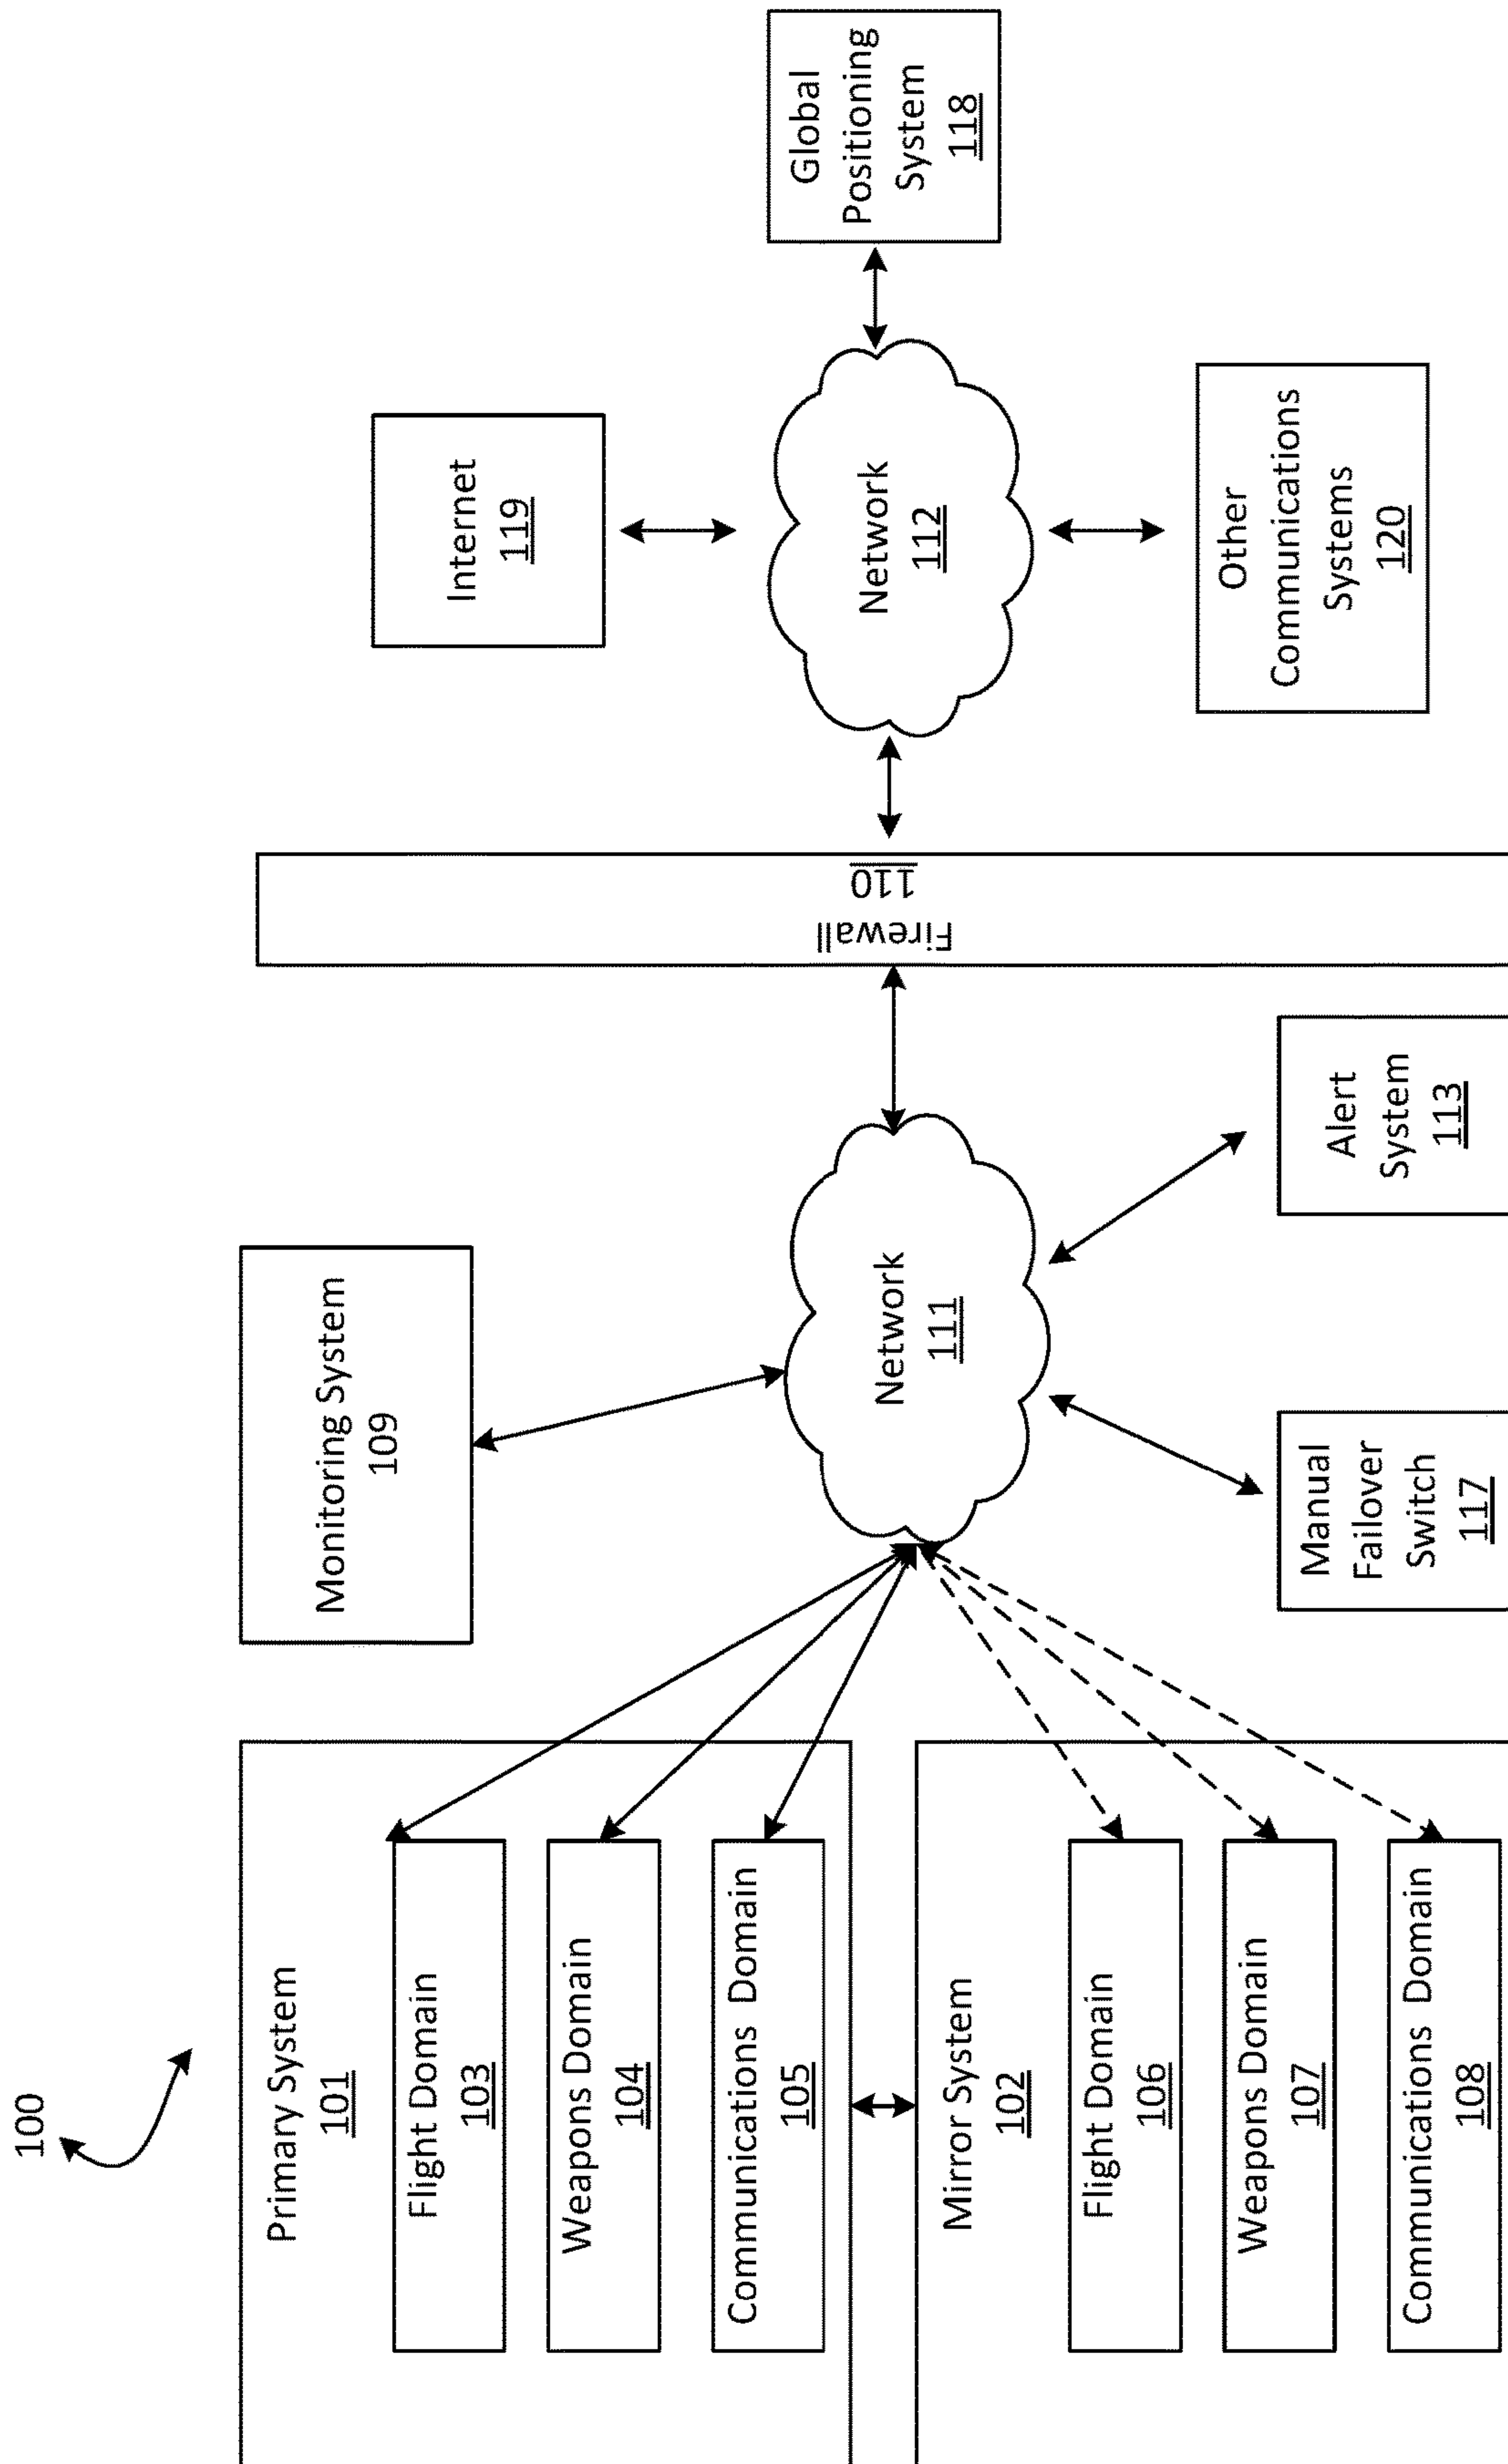 100
Primary System
101
Flight Domain
103
Weapons Domain
104
Communications Domain
105
Mirror System
102
Flight Domain
106
Weapons Domain
107
Communications Domain
108
Monitoring System
109
Network
111
Manual
Failover
Switch
117
Alert
System
113
Firewall
110
Internet
119
Network
112
Other
Communications
Systems
120
Global
Positioning
System
118